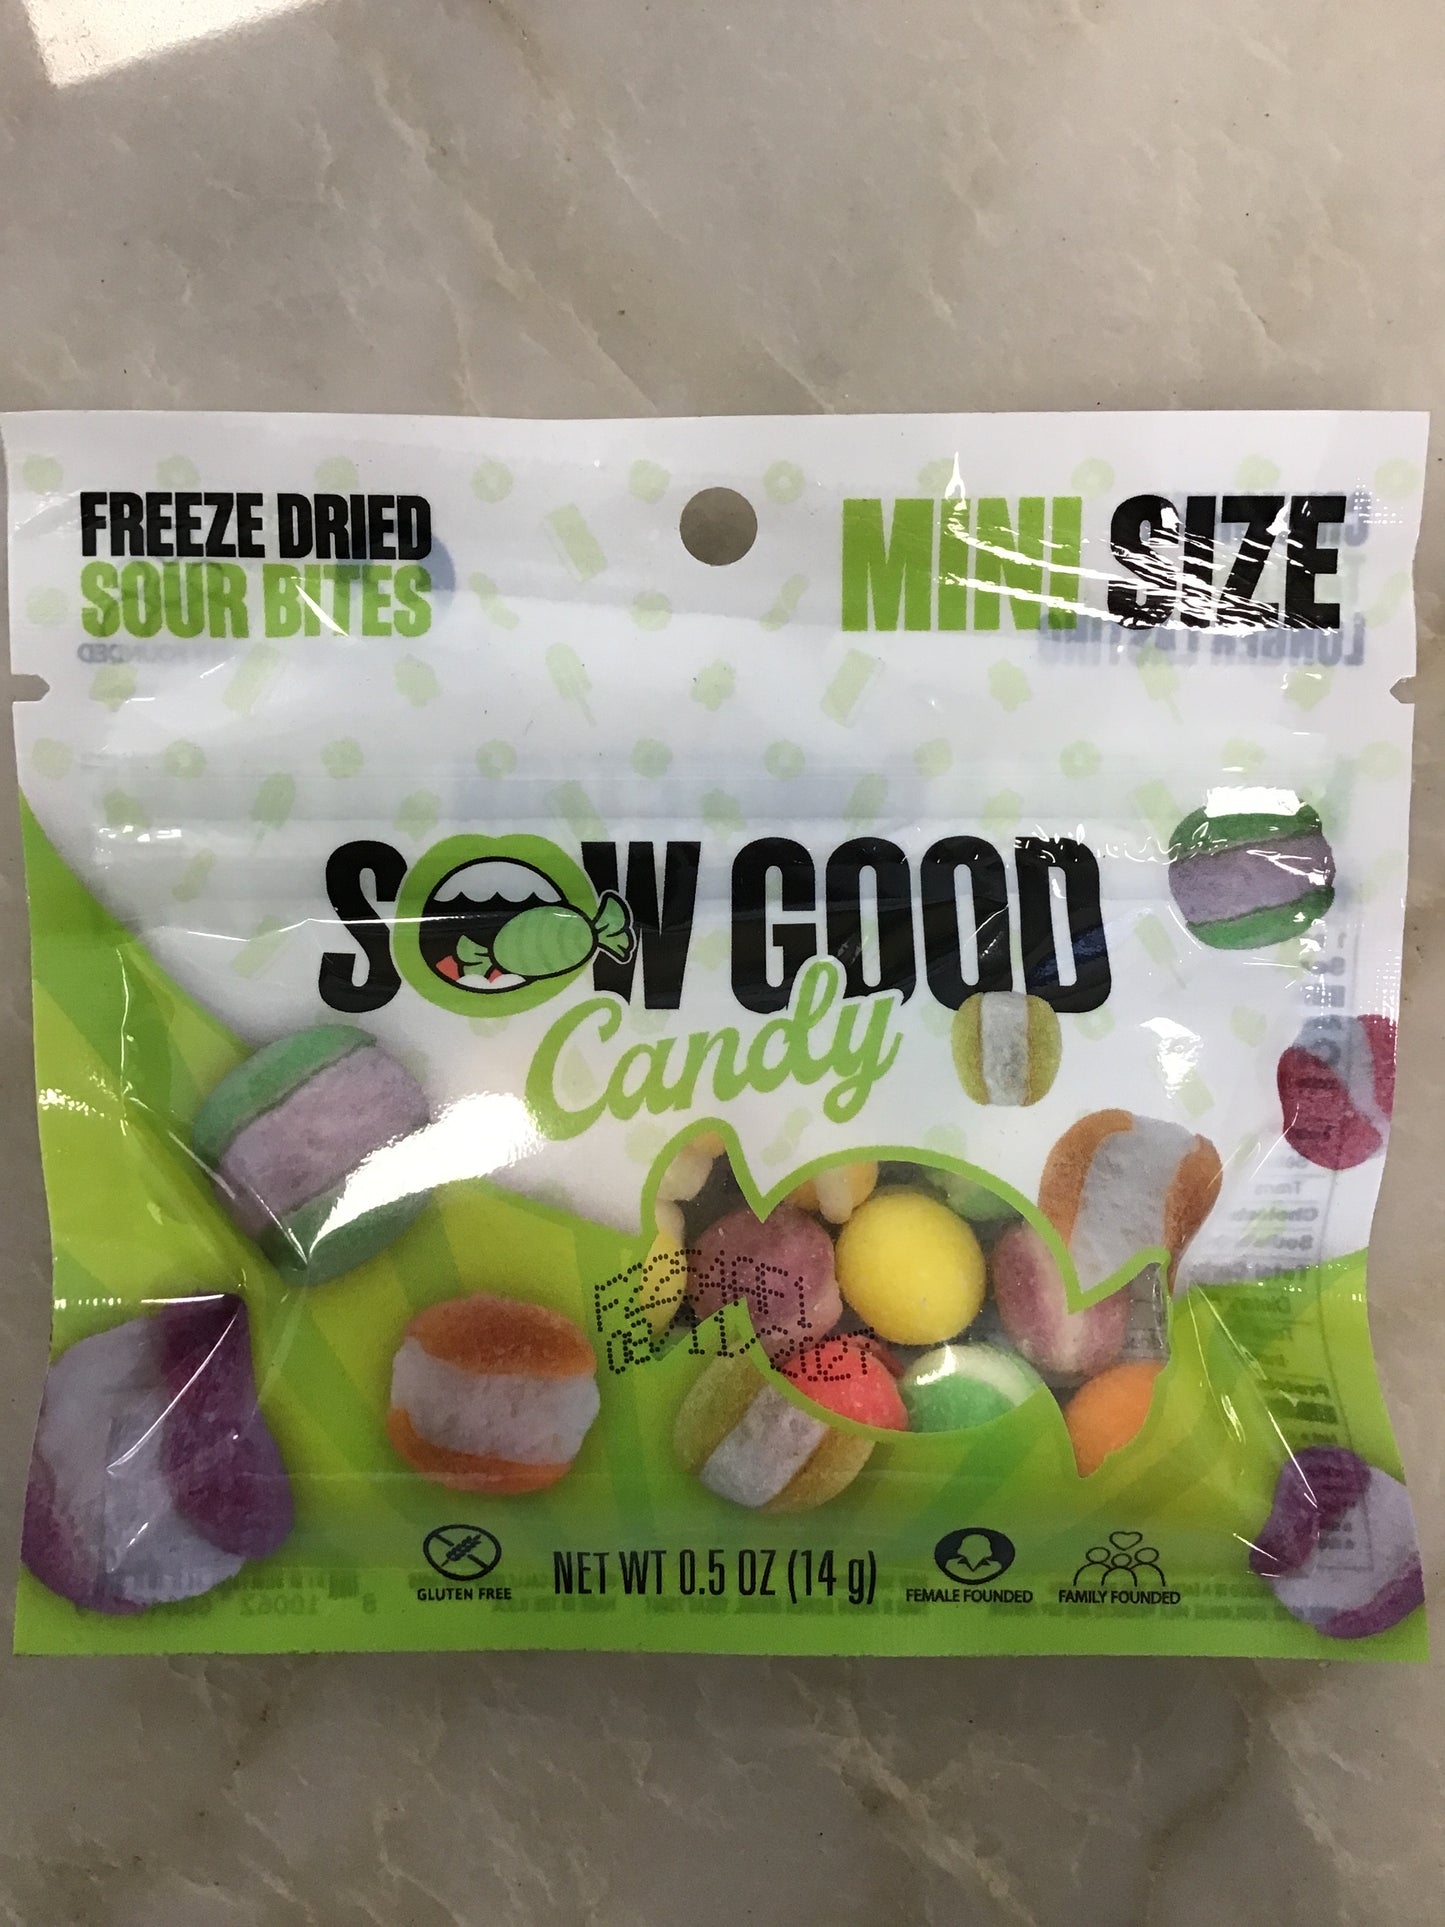 FREEZE DRIED
SOUR BITES
MINI SIZE
SOW GOOD
Candy
GLUTEN FREE
NET WT 0.5 OZ (14 g)
FEMALE FOUNDED
FAMILY FOUNDED